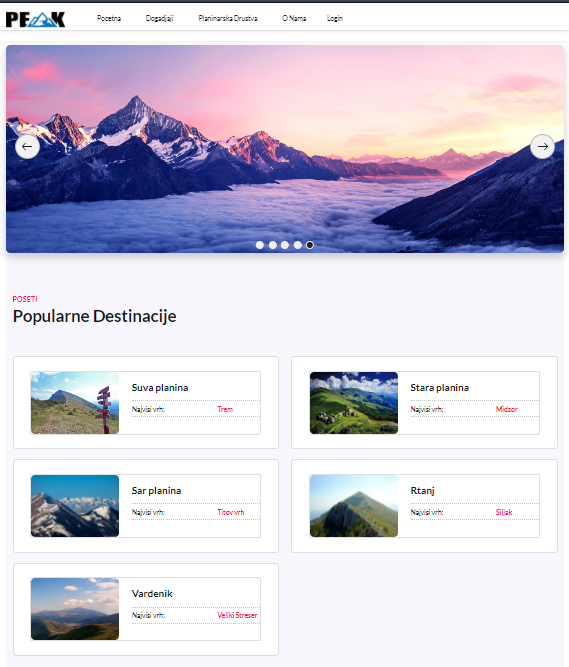 PEAK
Pocetna Dogadjaji Planinarska Drustva O Nama Login
POSETI
Popularne Destinacije
Suva planina
Najvisi vrh: Trem
Stara planina
Najvisi vrh: Midzor
Sar planina
Najvisi vrh: Titov vrh
Rtanj
Najvisi vrh: Siljak
Vardenik
Najvisi vrh: Veliki Streser